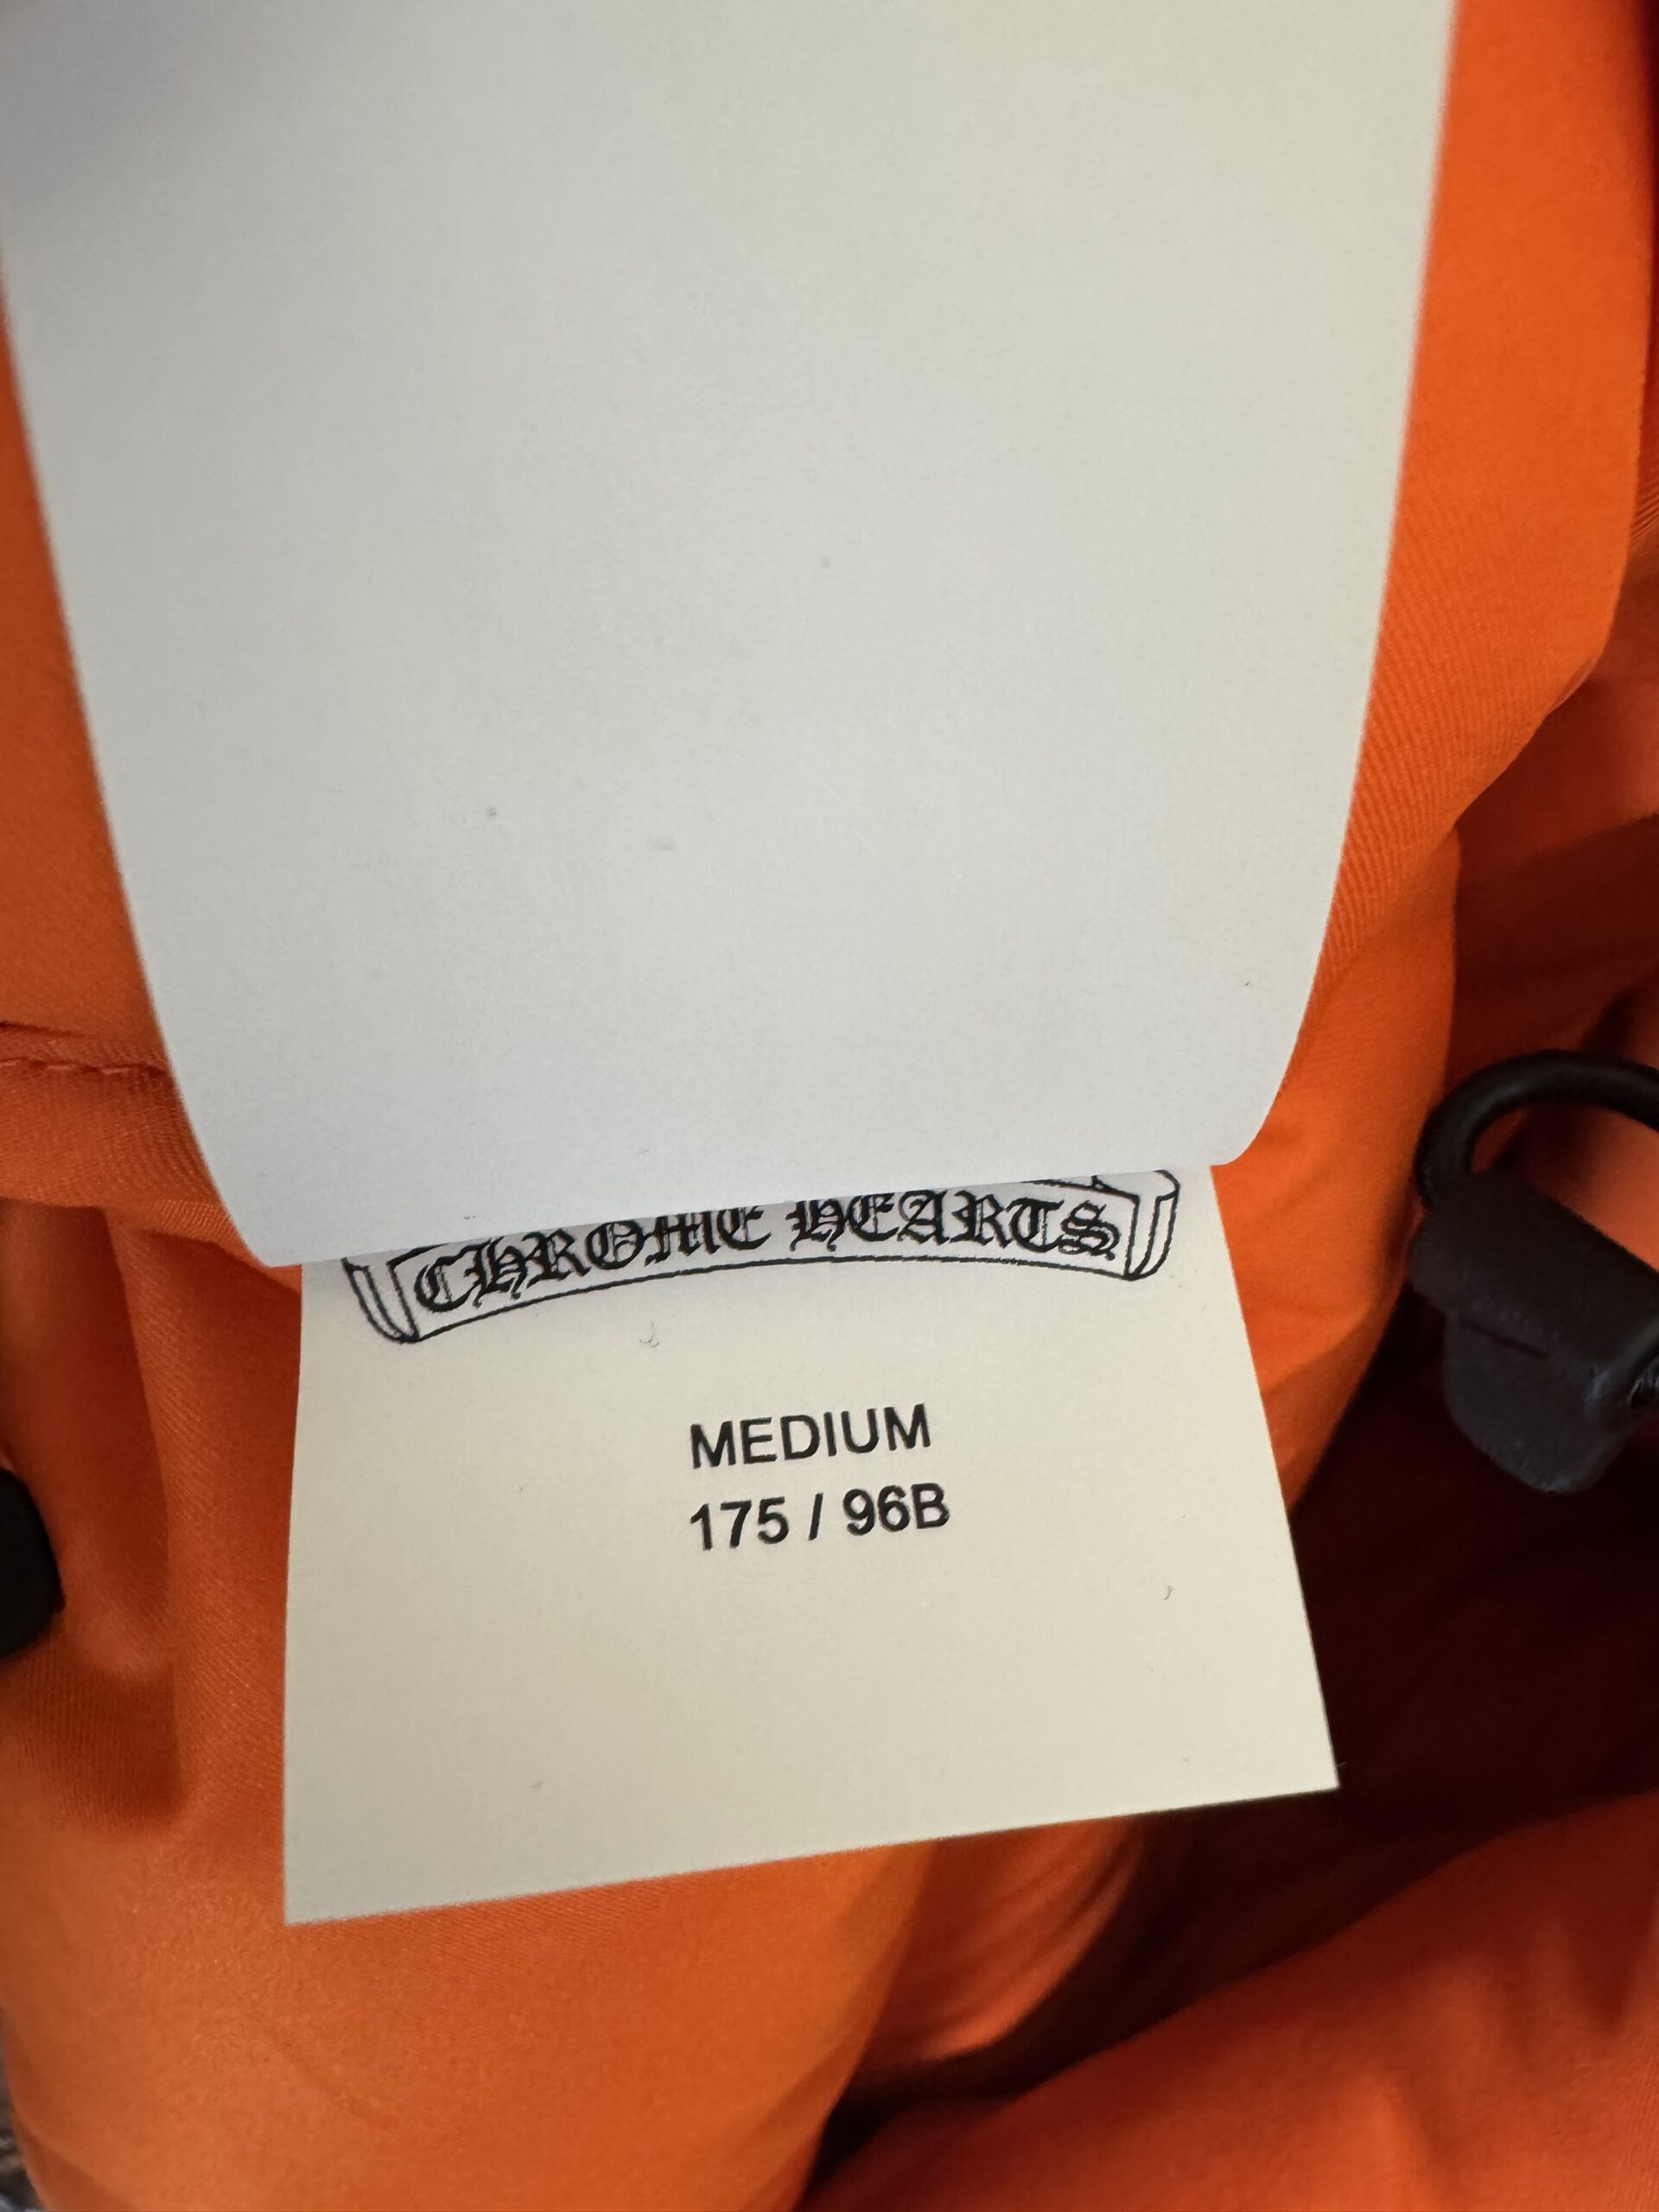 CHROME HEARTS
MEDIUM
175 / 96B